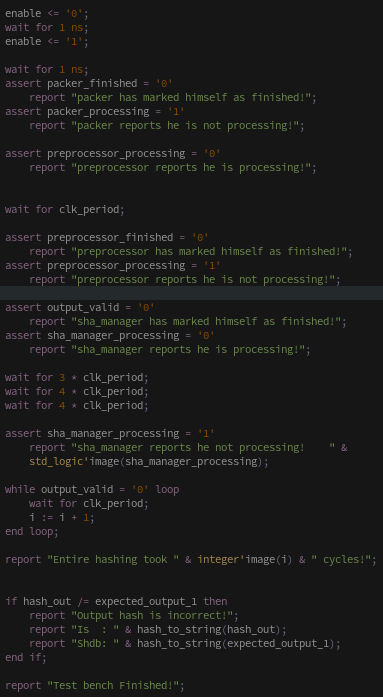 enable <= '0';
wait for 1 ns;
enable <= '1';
wait for 1 ns;
assert packer_finished = '0'
report "packer has marked himself as finished!";
assert packer_processing = '1'
report "packer reports he is not processing!";
assert preprocessor_processing = '0'
report "preprocessor reports he is processing!";
wait for clk_period;
assert preprocessor_finished = '0'
report "preprocessor has marked himself as finished!";
assert preprocessor_processing = '1'
report "preprocessor reports he is not processing!";
assert output_valid = '0'
report "sha_manager has marked himself as finished!";
assert sha_manager_processing = '0'
report "sha_manager reports he is processing!";
wait for 3 * clk_period;
wait for 4 * clk_period;
wait for 4 * clk_period;
assert sha_manager_processing = '1'
report "sha_manager reports he not processing!    " &
std_logic'image(sha_manager_processing);
while output_valid = '0' loop
wait for clk_period;
i := i + 1;
end loop;
report "Entire hashing took " & integer'image(i) & " cycles!";
if hash_out /= expected_output_1 then
report "Output hash is incorrect!";
report "Is  : " & hash_to_string(hash_out);
report "Shdb: " & hash_to_string(expected_output_1);
end if;
report "Test bench Finished!";